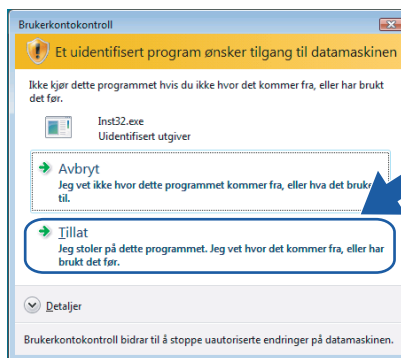 Brukerkontokontroll
Et uidentifisert program ønsker tilgang til datamaskinen
Ikke kjør dette programmet hvis du ikke hvor det kommer fra, eller har brukt
det før.
Inst32.exe
Uidentifisert utgiver
Avbryt
Jeg vet ikke hvor dette programmet kommer fra, eller hva det
til.
Tillat
Jeg stoler på dette programmet. Jeg vet hvor det kommer fra, eller har
brukt det før.
Detaljer
Brukerkontokontroll bidrar til å stoppe uautoriserte endringer på datamaskinen.